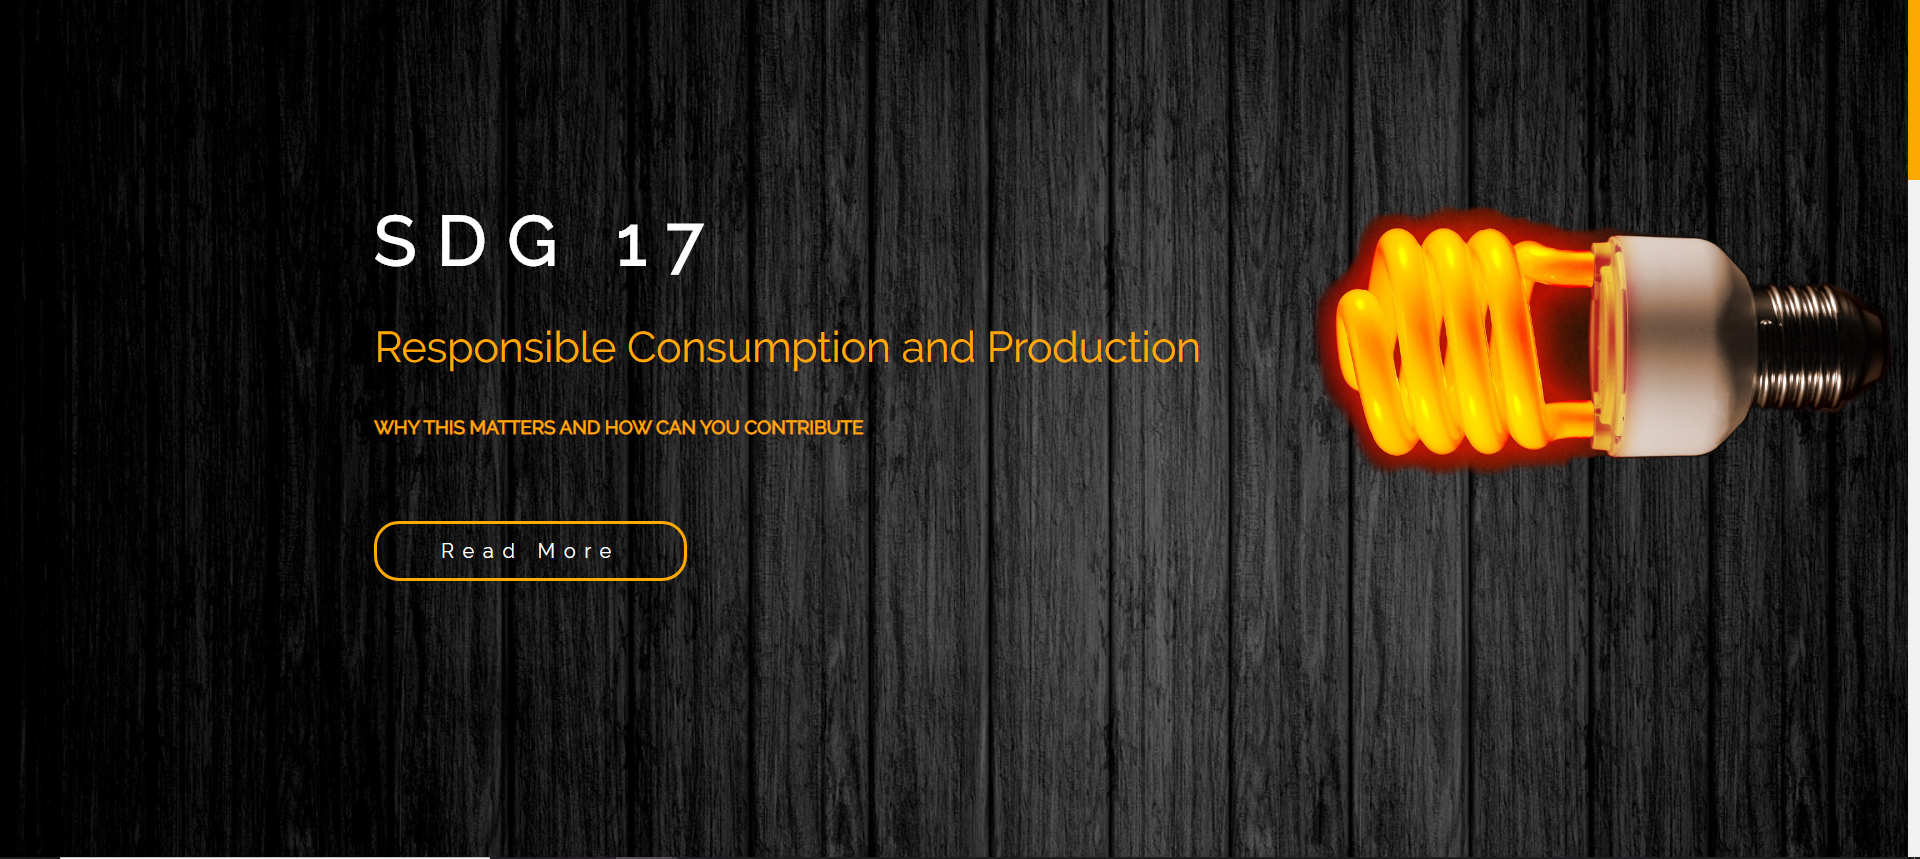 SDG 17
Responsible Consumption and Production
WHY THIS MATTERS AND HOW CAN YOU CONTRIBUTE
Read More